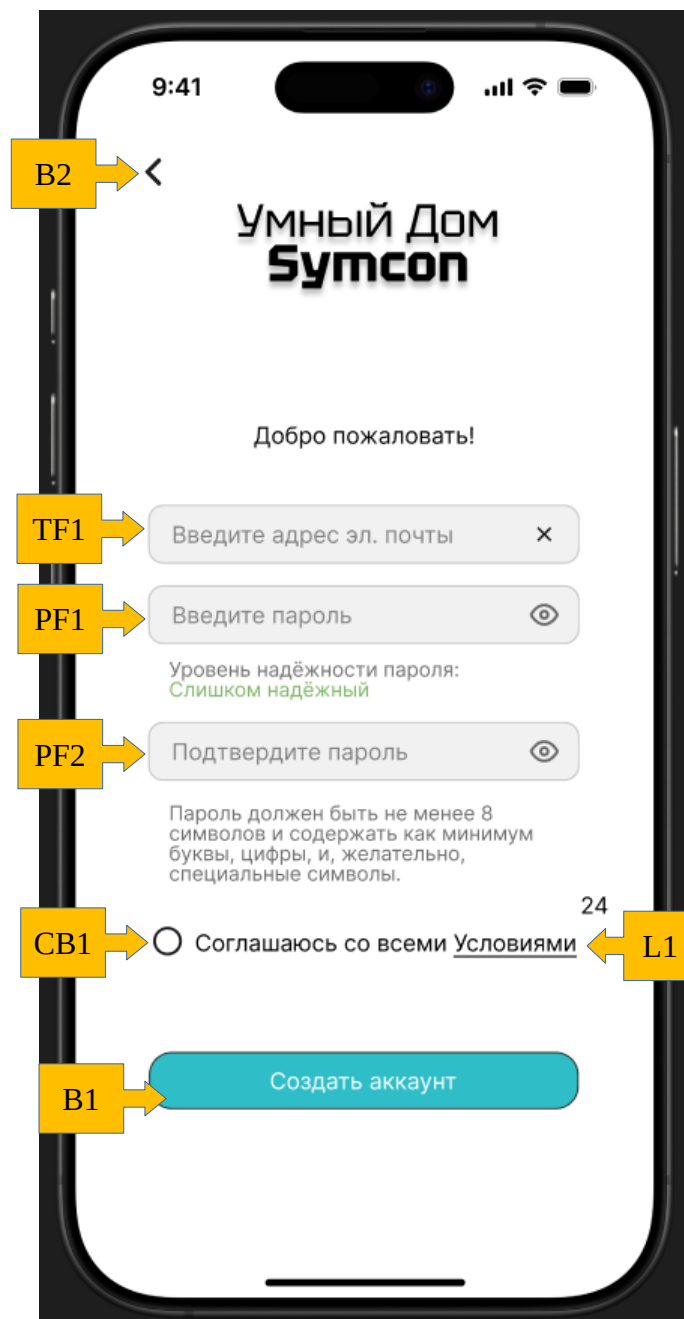 9:41
B2
Умный Дом
Symcon
Добро пожаловать!
TF1
Введите адрес эл. почты
PF1
Введите пароль
Уровень надёжности пароля:
Слишком надёжный
PF2
Подтвердите пароль
Пароль должен быть не менее 8
символов и содержать как минимум
буквы, цифры, и, желательно,
специальные символы.
24
CB1
Соглашаюсь со всеми Условиями
L1
B1
Создать аккаунт